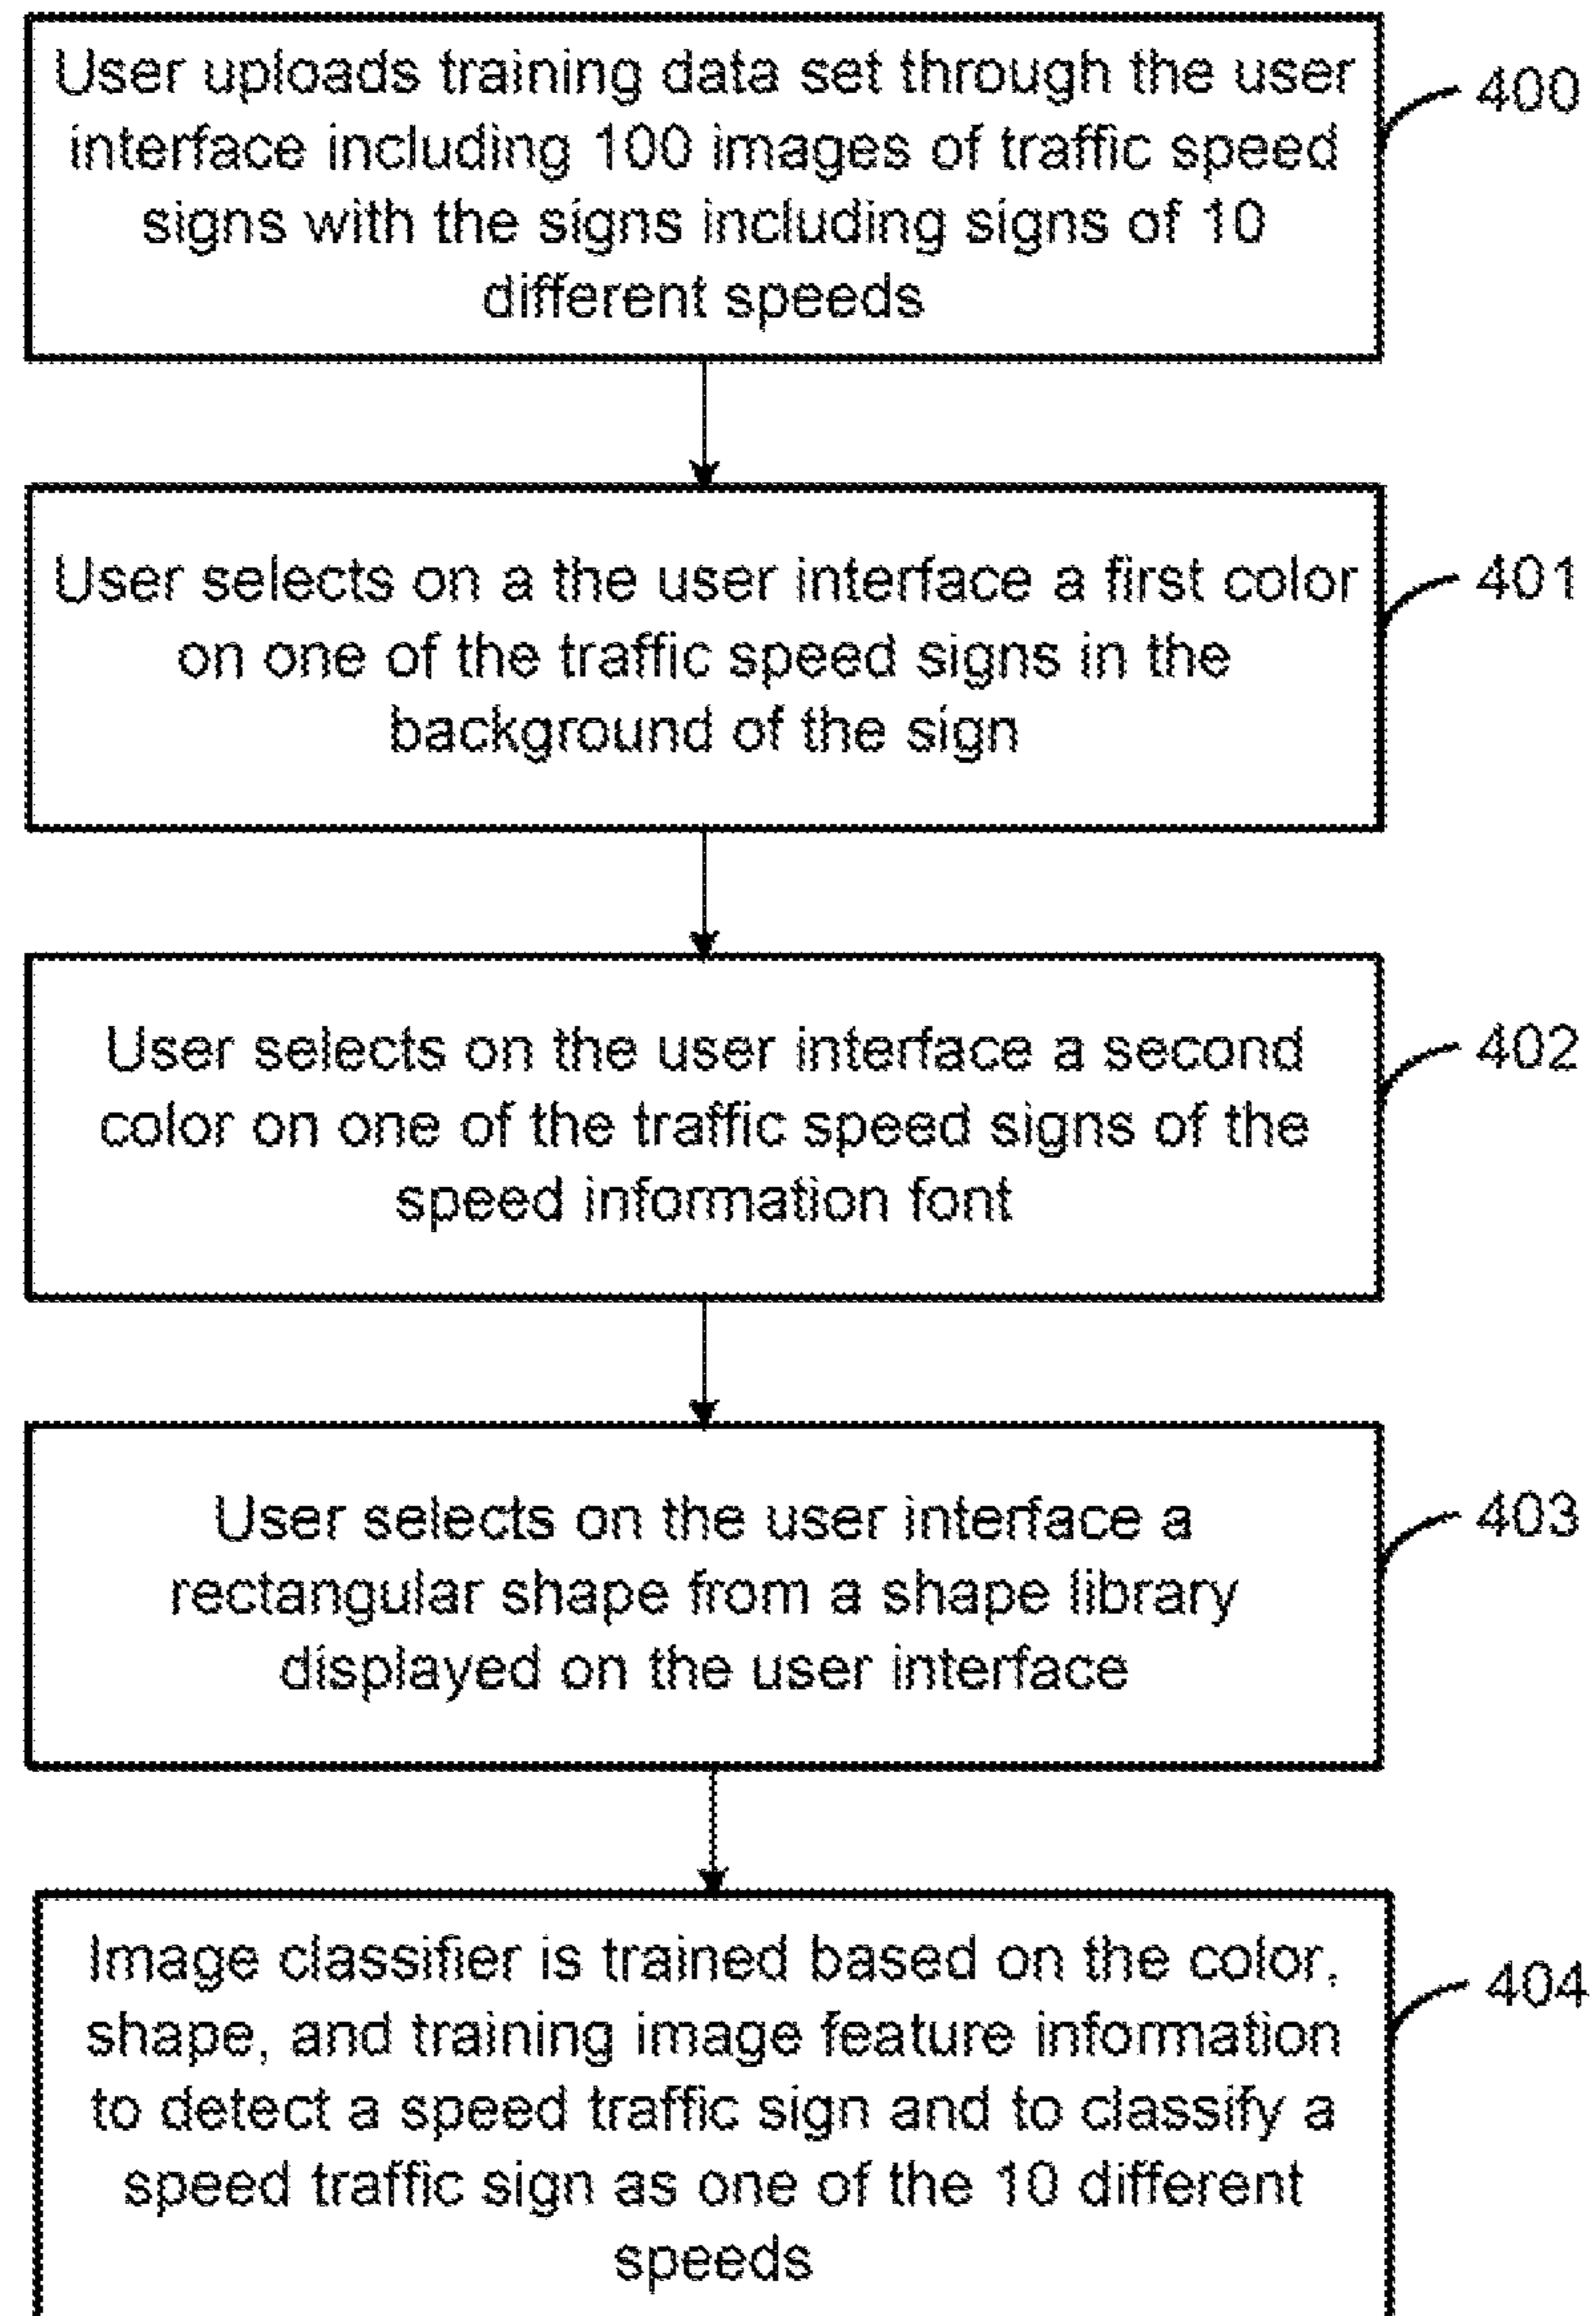 User uploads training data set through the user
interface including 100 images of traffic speed
signs with the signs including signs of 10
different speeds
400
User selects on a the user interface a first color
on one of the traffic speed signs in the
background of the sign
401
User selects on the user interface a second
color on one of the traffic speed signs of the
speed information font
402
User selects on the user interface a
rectangular shape from a shape library
displayed on the user interface
403
Image classifier is trained based on the color,
shape, and training image feature information
to detect a speed traffic sign and to classify a
speed traffic sign as one of the 10 different
speeds
404